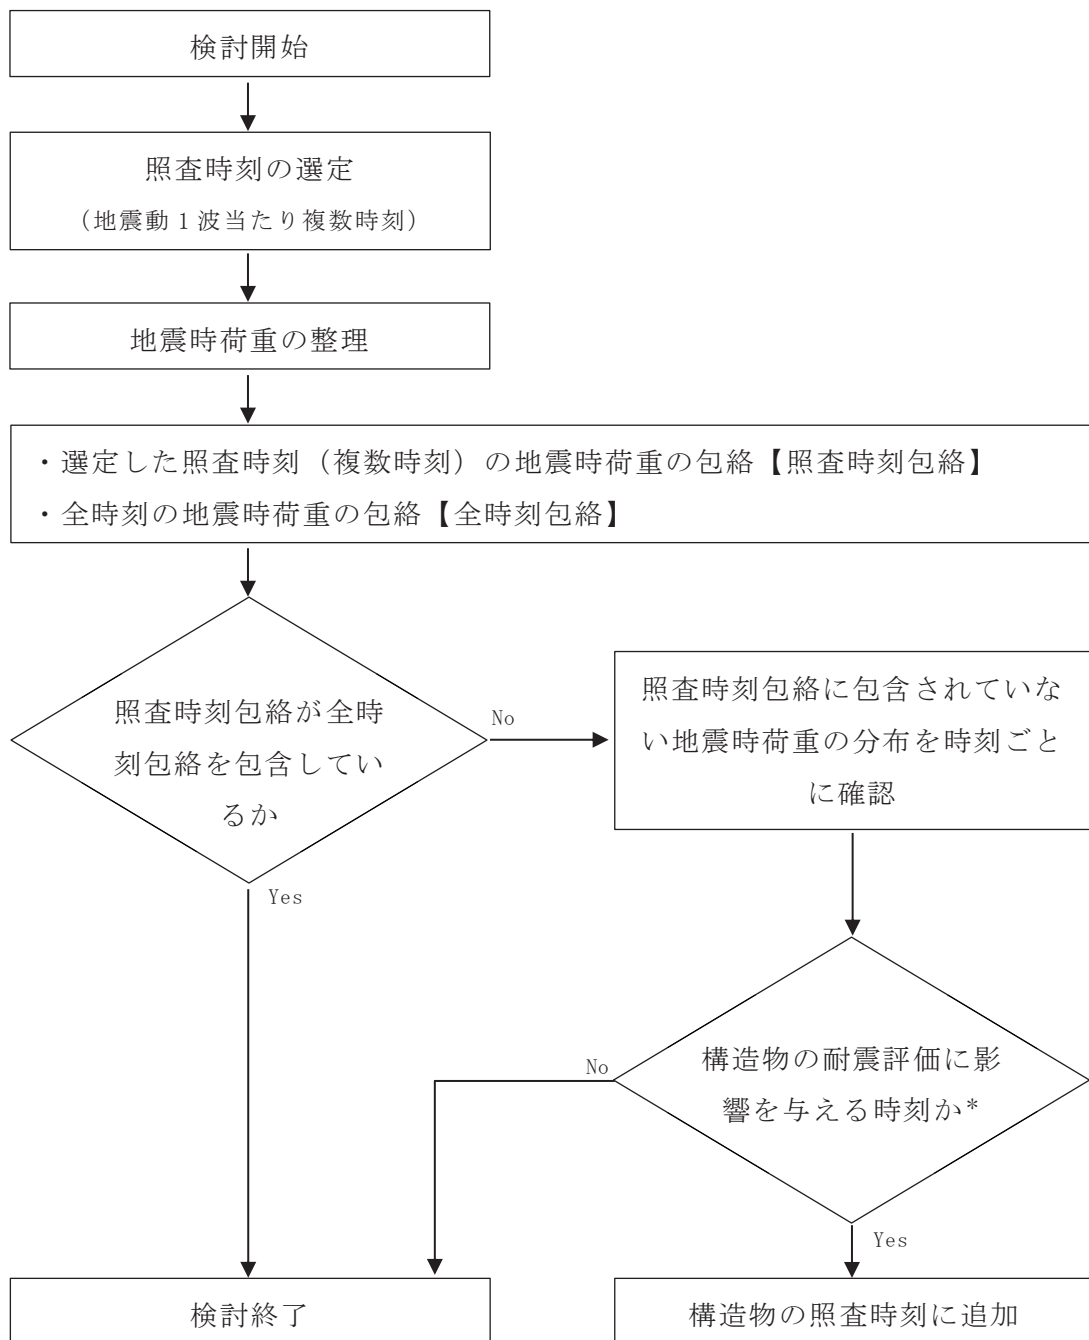 検討開始
照査時刻の選定
（地震動１波当たり複数時刻）
地震時荷重の整理
・選定した照査時刻（複数時刻）の地震時荷重の包絡【照査時刻包絡】
・全時刻の地震時荷重の包絡【全時刻包絡】
照査時刻包絡が全時
刻包絡を包含してい
るか
No
照査時刻包絡に包含されていな
い地震時荷重の分布を時刻ごと
に確認
Yes
構造物の耐震評価に影
響を与える時刻か*
No
Yes
検討終了
構造物の照査時刻に追加